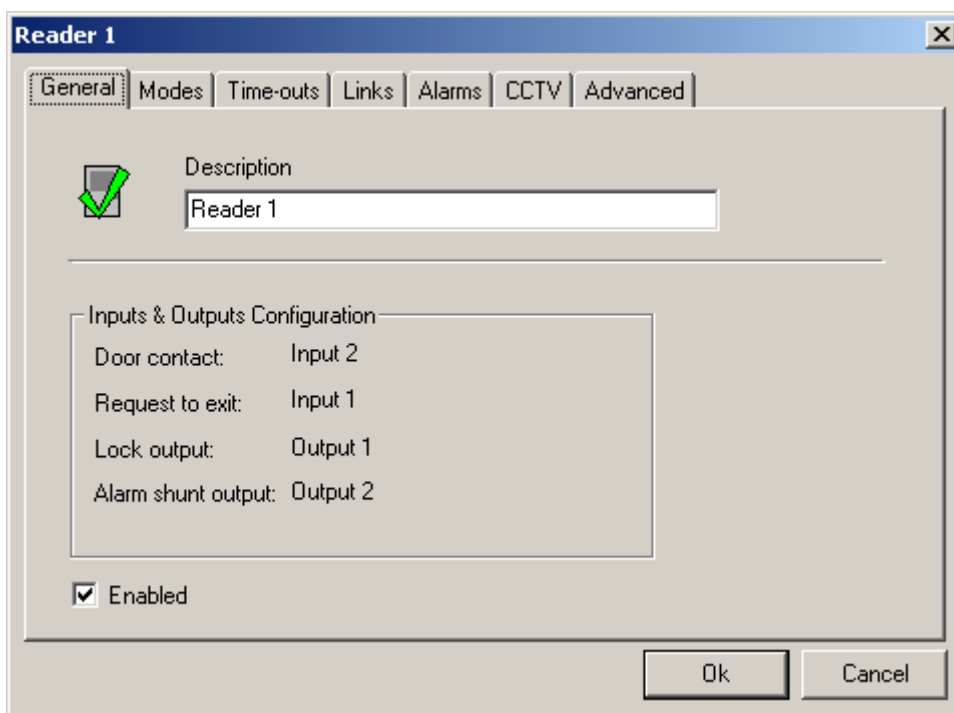 Reader 1
General Modes Time-outs Links Alarms CCTV Advanced
Description
Reader 1
Inputs & Outputs Configuration
Door contact: Input 2
Request to exit: Input 1
Lock output: Output 1
Alarm shunt output: Output 2
Enabled
Ok Cancel